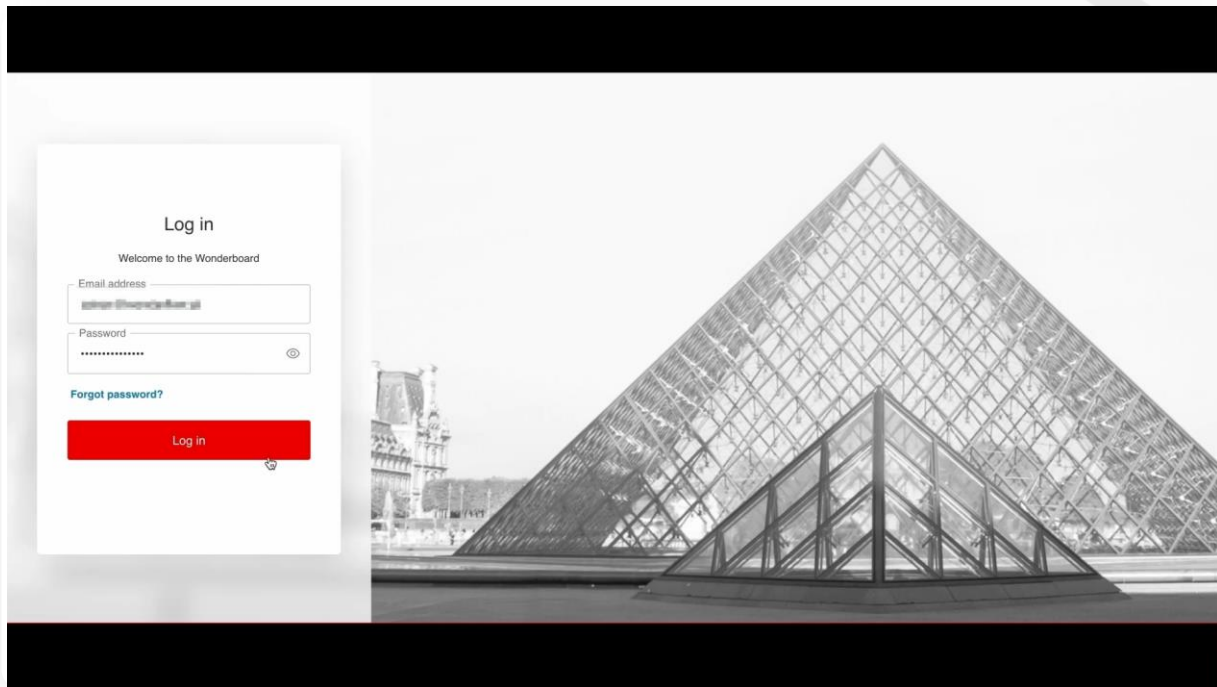 Log in
Welcome to the Wonderboard
Email address
Password
Forgot password?
Log in